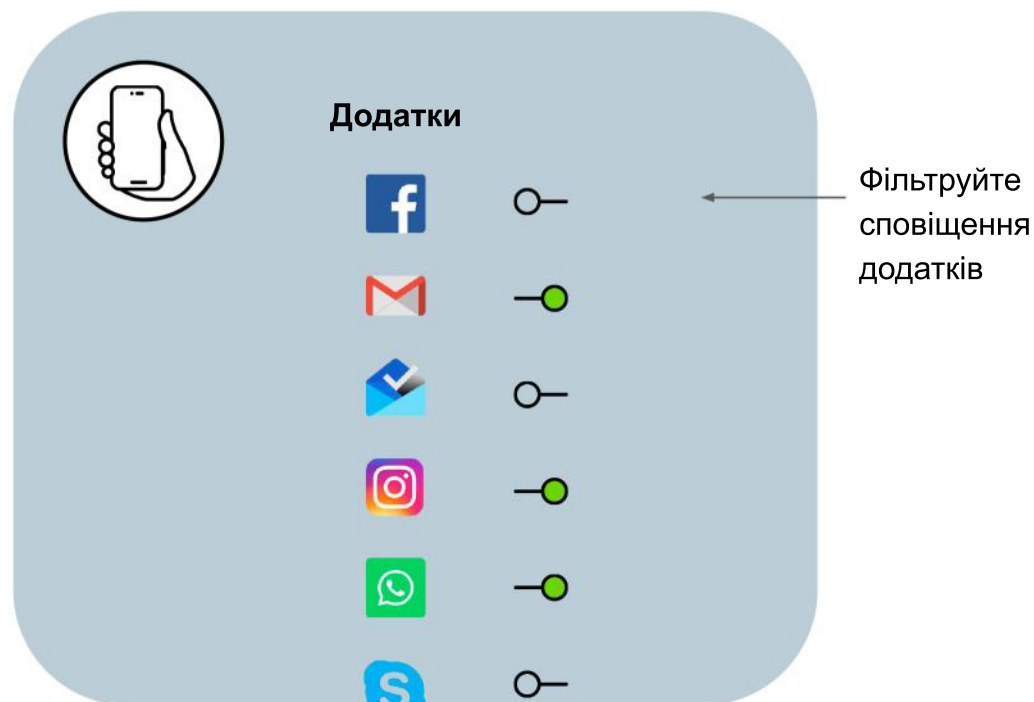 Додатки
Фільтруйте
сповіщення
додатків